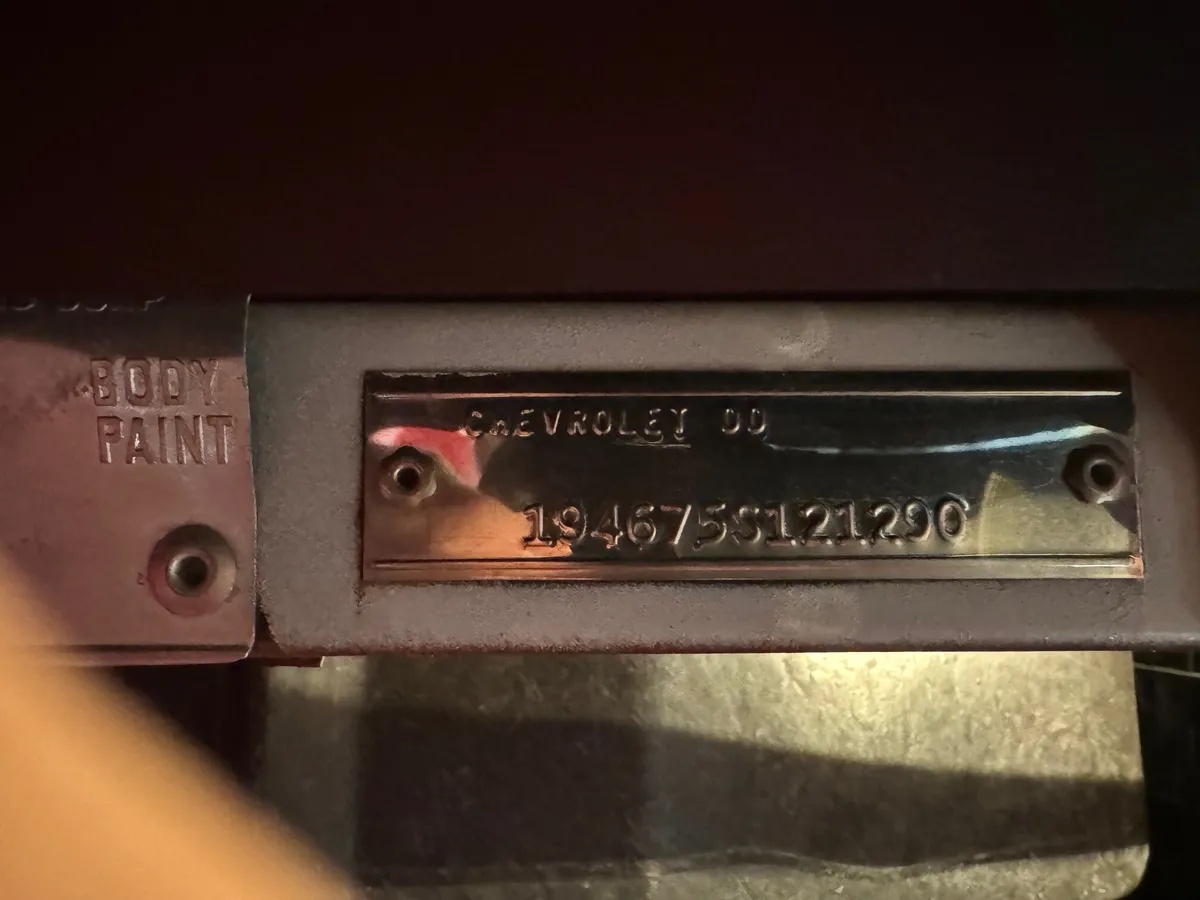 BODY
PAINT
CHEVROLET DD
194675S121290